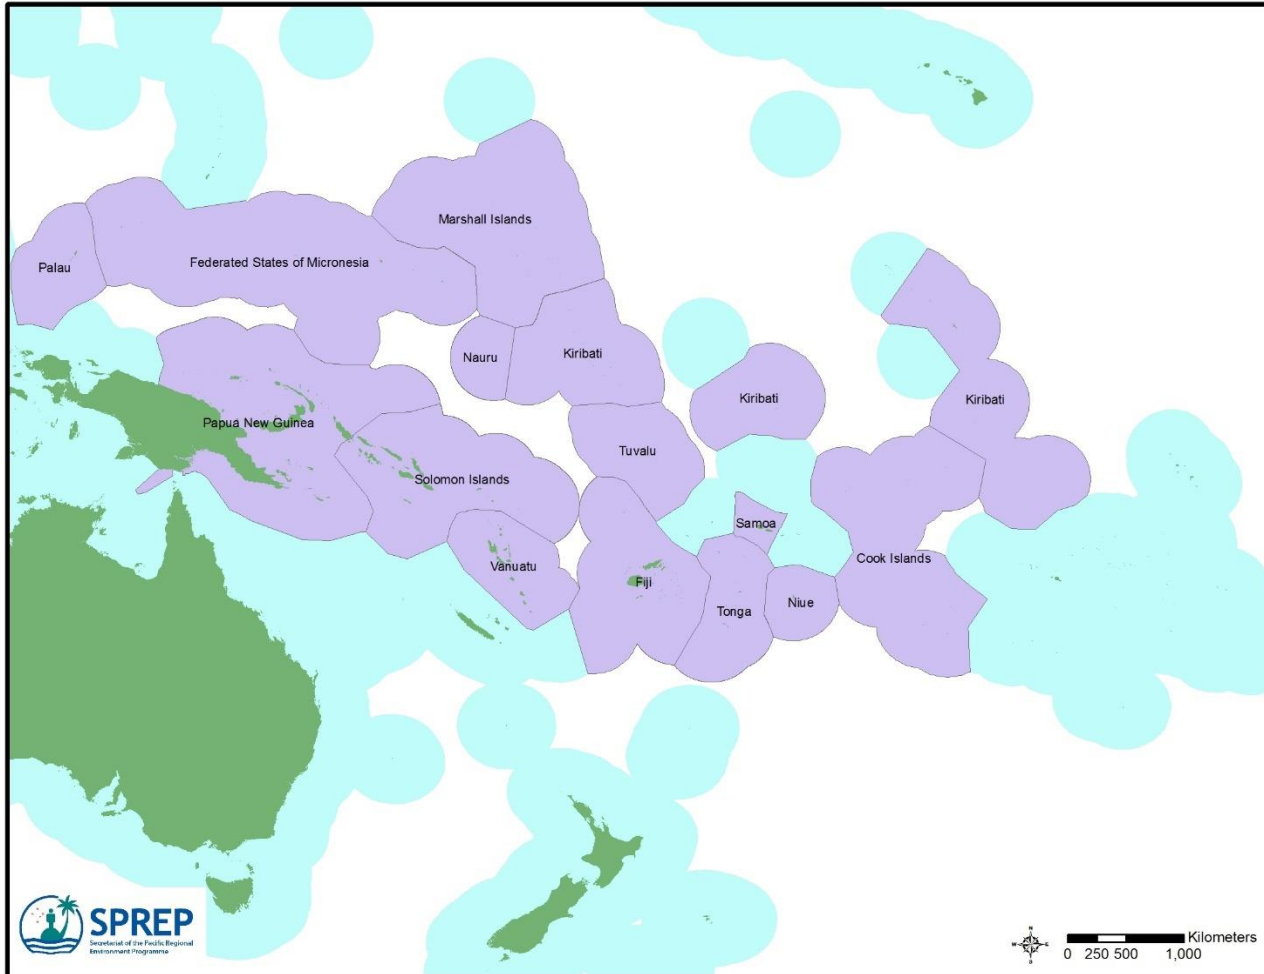 Marshall Islands
Federated States of Micronesia
Palau
Nauru
Kiribati
Kiribati
Kiribati
Papua New Guinea
Tuvalu
Solomon Islands
Samoa
Vanuatu
Cook Islands
Fiji
Niue
Tonga
SPREP
Secretariat of the Pacific Regional
Environment Programme
N
W E
S
Kilometers
0 250 500 1,000